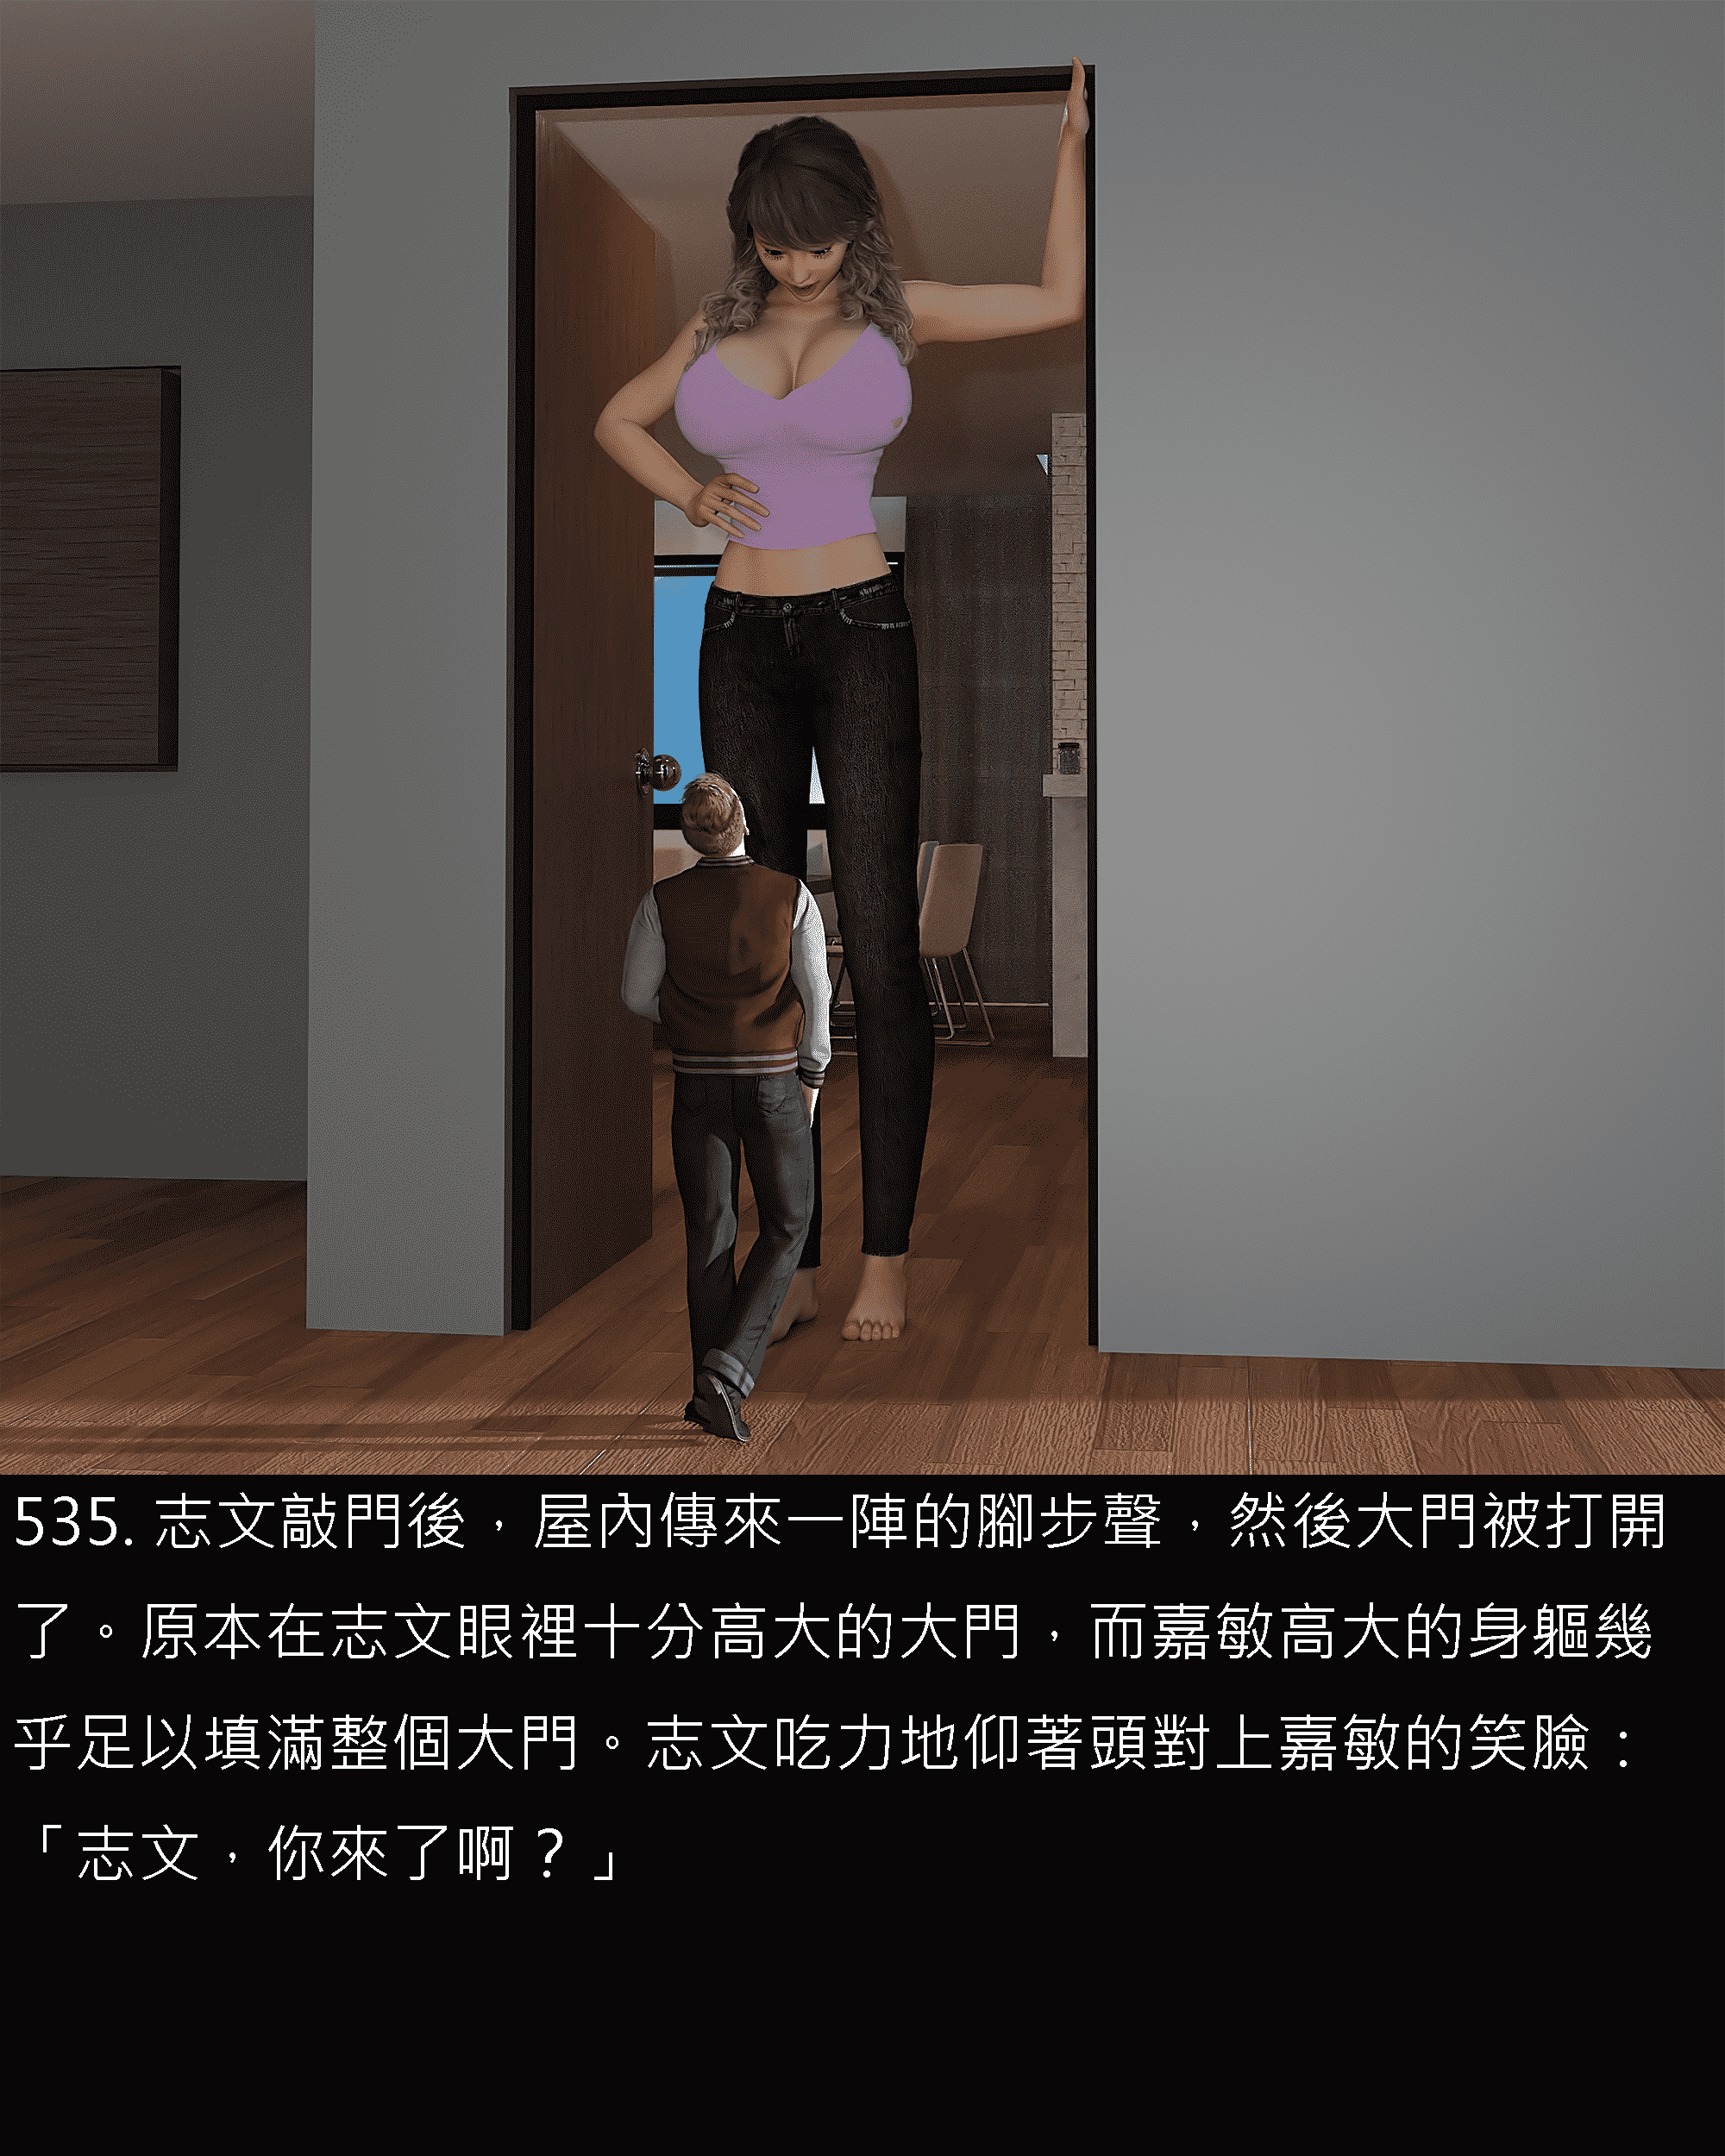 535. 志文敲門後，屋內傳來一陣的腳步聲，然後大門被打開
了。原本在志文眼裡十分高大的大門，而嘉敏高大的身軀幾
乎足以填滿整個大門。志文吃力地仰著頭對上嘉敏的笑臉：
「志文，你來了啊？」